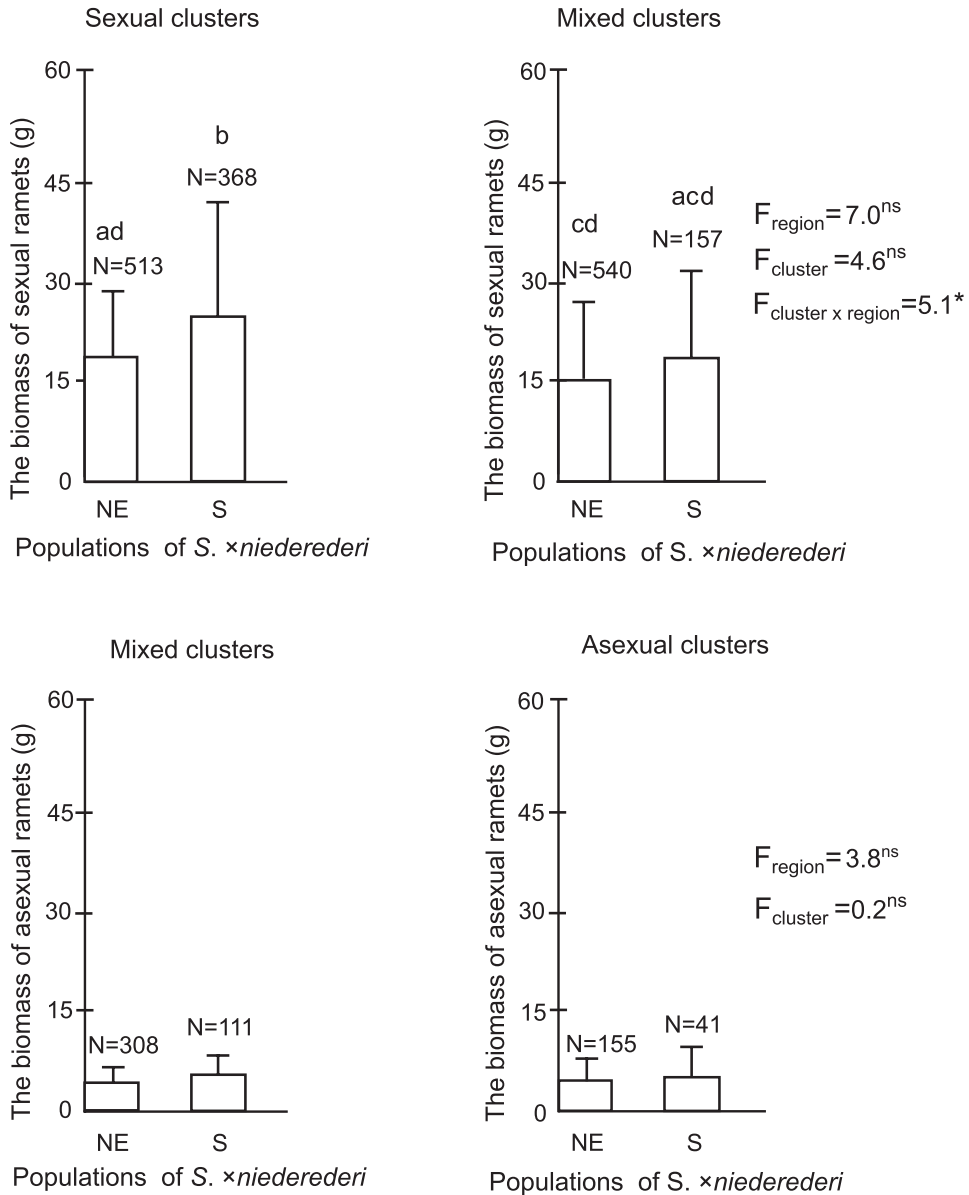 Sexual clusters
The biomass of sexual ramets (g)
60
45
30
15
0
ad
N=513
b
N=368
NE
S
Populations of S. ×niederederi
Mixed clusters
The biomass of sexual ramets (g)
60
45
30
15
0
cd
N=540
acd
N=157
NE
S
Populations of S. ×niederederi
Fregion=7.0ns
Fcluster=4.6ns
Fcluster x region=5.1*
Mixed clusters
The biomass of asexual ramets (g)
60
45
30
15
0
N=308
N=111
NE
S
Populations of S. ×niederederi
Asexual clusters
The biomass of asexual ramets (g)
60
45
30
15
0
N=155
N=41
NE
S
Populations of S. ×niederederi
Fregion=3.8ns
Fcluster=0.2ns